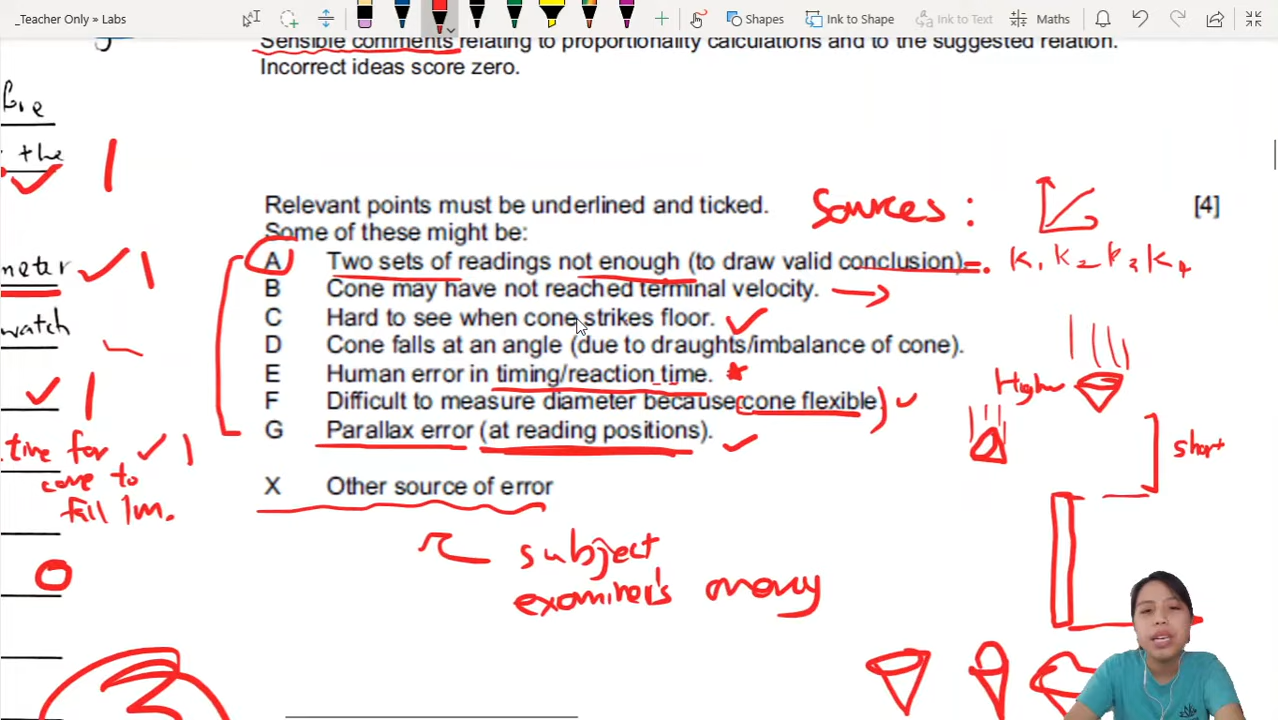 _Teacher Only » Labs
Shapes
Ink to Shape
Ink to Text
Maths
Sensible comments relating to proportionality calculations and to the suggested relation.
Incorrect ideas score zero.
the
meter
watch
time for
cone to
fall 1m.
Relevant points must be underlined and ticked.
[4]
Some of these might be:
Sources :
A Two sets of readings not enough (to draw valid conclusion).
K1 K2 K3 K4
B Cone may have not reached terminal velocity.
C Hard to see when cone strikes floor.
D Cone falls at an angle (due to draughts/imbalance of cone).
E Human error in timing/reaction time.
F Difficult to measure diameter because cone flexible.
G Parallax error (at reading positions).
X Other source of error
Higher
short
subject
examiner's